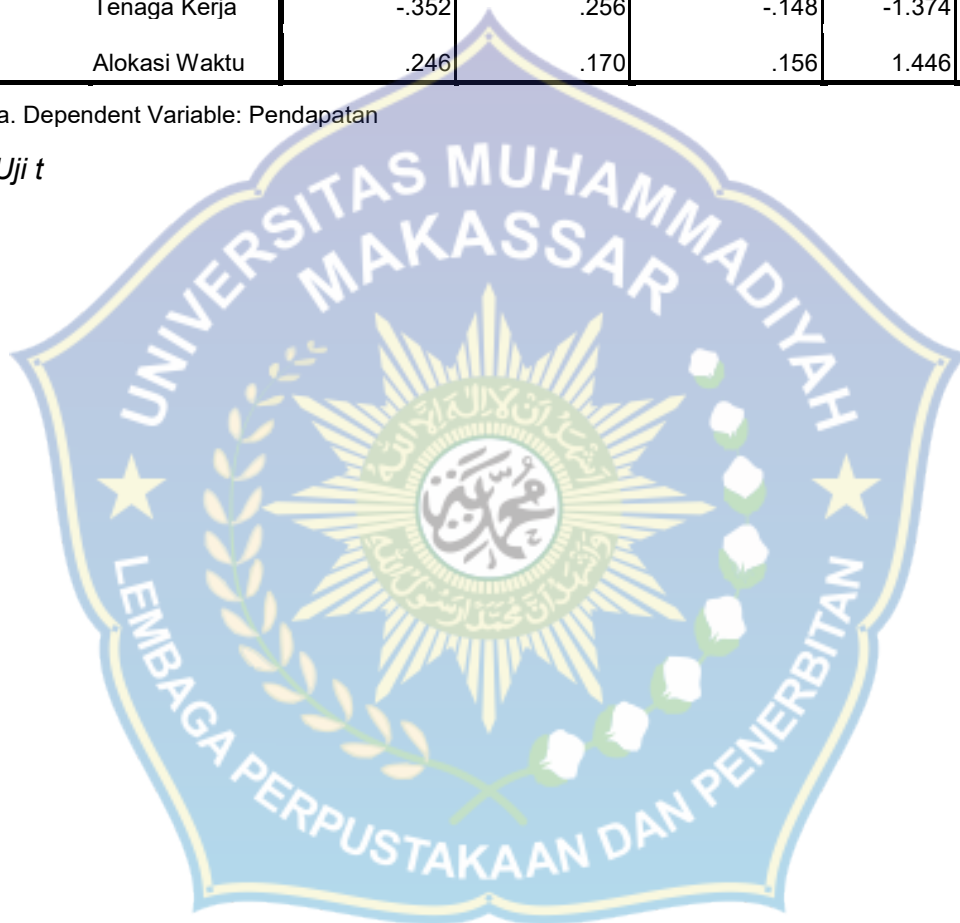 Tenaga Kerja -.352 .256 -.148 -1.374
Alokasi Waktu .246 .170 .156 1.446
a. Dependent Variable: Pendapatan
Uji t
UNIVERSITAS MUHAMMADIYAH
MAKASSAR
محمدية
LEMBAGA PERPUSTAKAAN DAN PENERBITAN